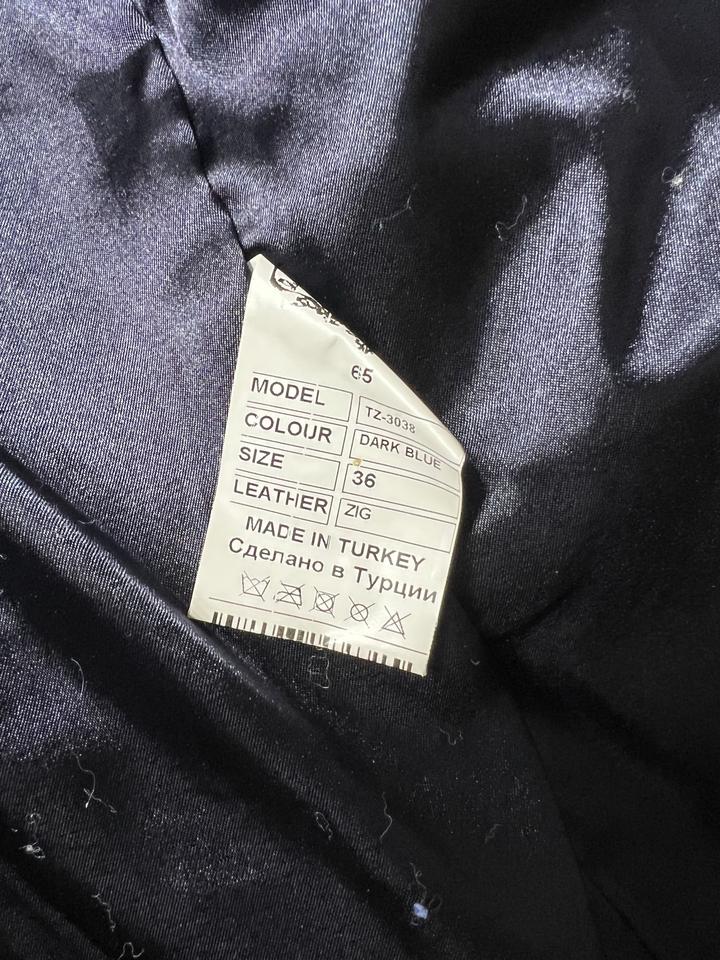 65
MODEL TZ-3038
COLOUR DARK BLUE
SIZE 36
LEATHER ZIG
MADE IN TURKEY
Сделано в Турции